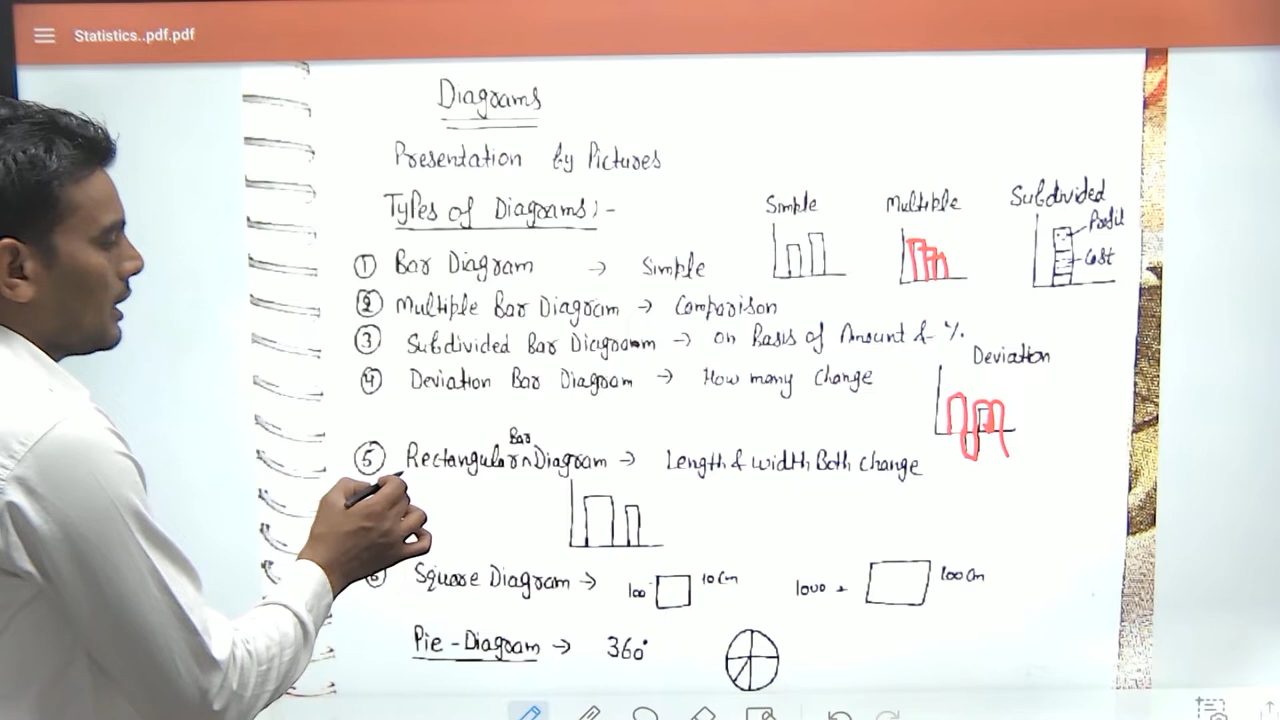 Statistics..pdf.pdf
Diagrams
Presentation by Pictures
Types of Diagrams:-
Simple
Multiple
Subdivided
Profit
Cost
① Bar Diagram → Simple
② Multiple Bar Diagram → Comparison
③ Subdivided Bar Diagram → on Basis of Amount & %.
Deviation
④ Deviation Bar Diagram → How many Change
⑤ Rectangular Bar Diagram → Length & width Both Change
⑥ Square Diagram → 100 10 Cm 1000 100 Cm
Pie - Diagram → 360°